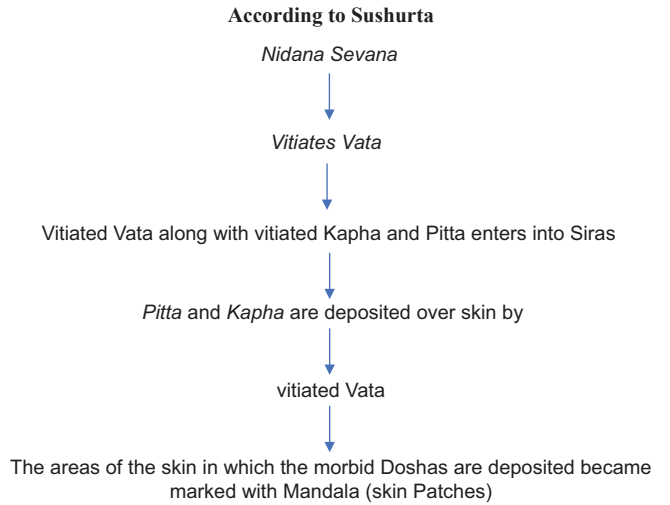 According to Sushurta
Nidana Sevana
Vitiates Vata
Vitiated Vata along with vitiated Kapha and Pitta enters into Siras
Pitta and Kapha are deposited over skin by
vitiated Vata
The areas of the skin in which the morbid Doshas are deposited became
marked with Mandala (skin Patches)